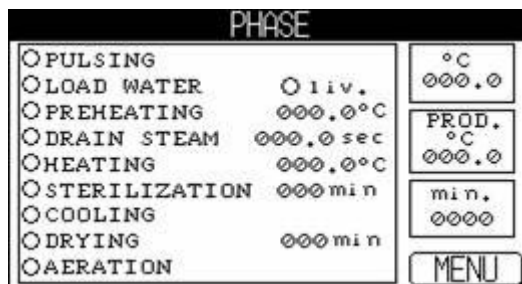 PHASE
PULSING
LOAD WATER liv.
PREHEATING 000.0°C
DRAIN STEAM 000.0 sec
HEATING 000.0°C
STERILIZATION 000 min
COOLING
DRYING 000 min
AERATION
°C
000.0
PROD.
°C
000.0
min.
0000
MENU